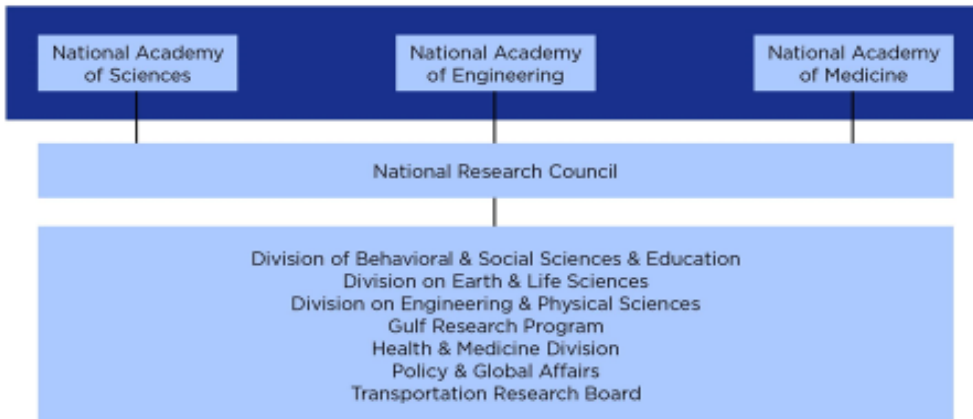 National Academy
of Sciences
National Academy
of Engineering
National Academy
of Medicine
National Research Council
Division of Behavioral & Social Sciences & Education
Division on Earth & Life Sciences
Division on Engineering & Physical Sciences
Gulf Research Program
Health & Medicine Division
Policy & Global Affairs
Transportation Research Board